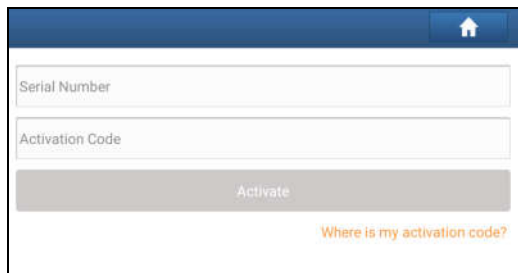 Serial Number
Activation Code
Activate
Where is my activation code?